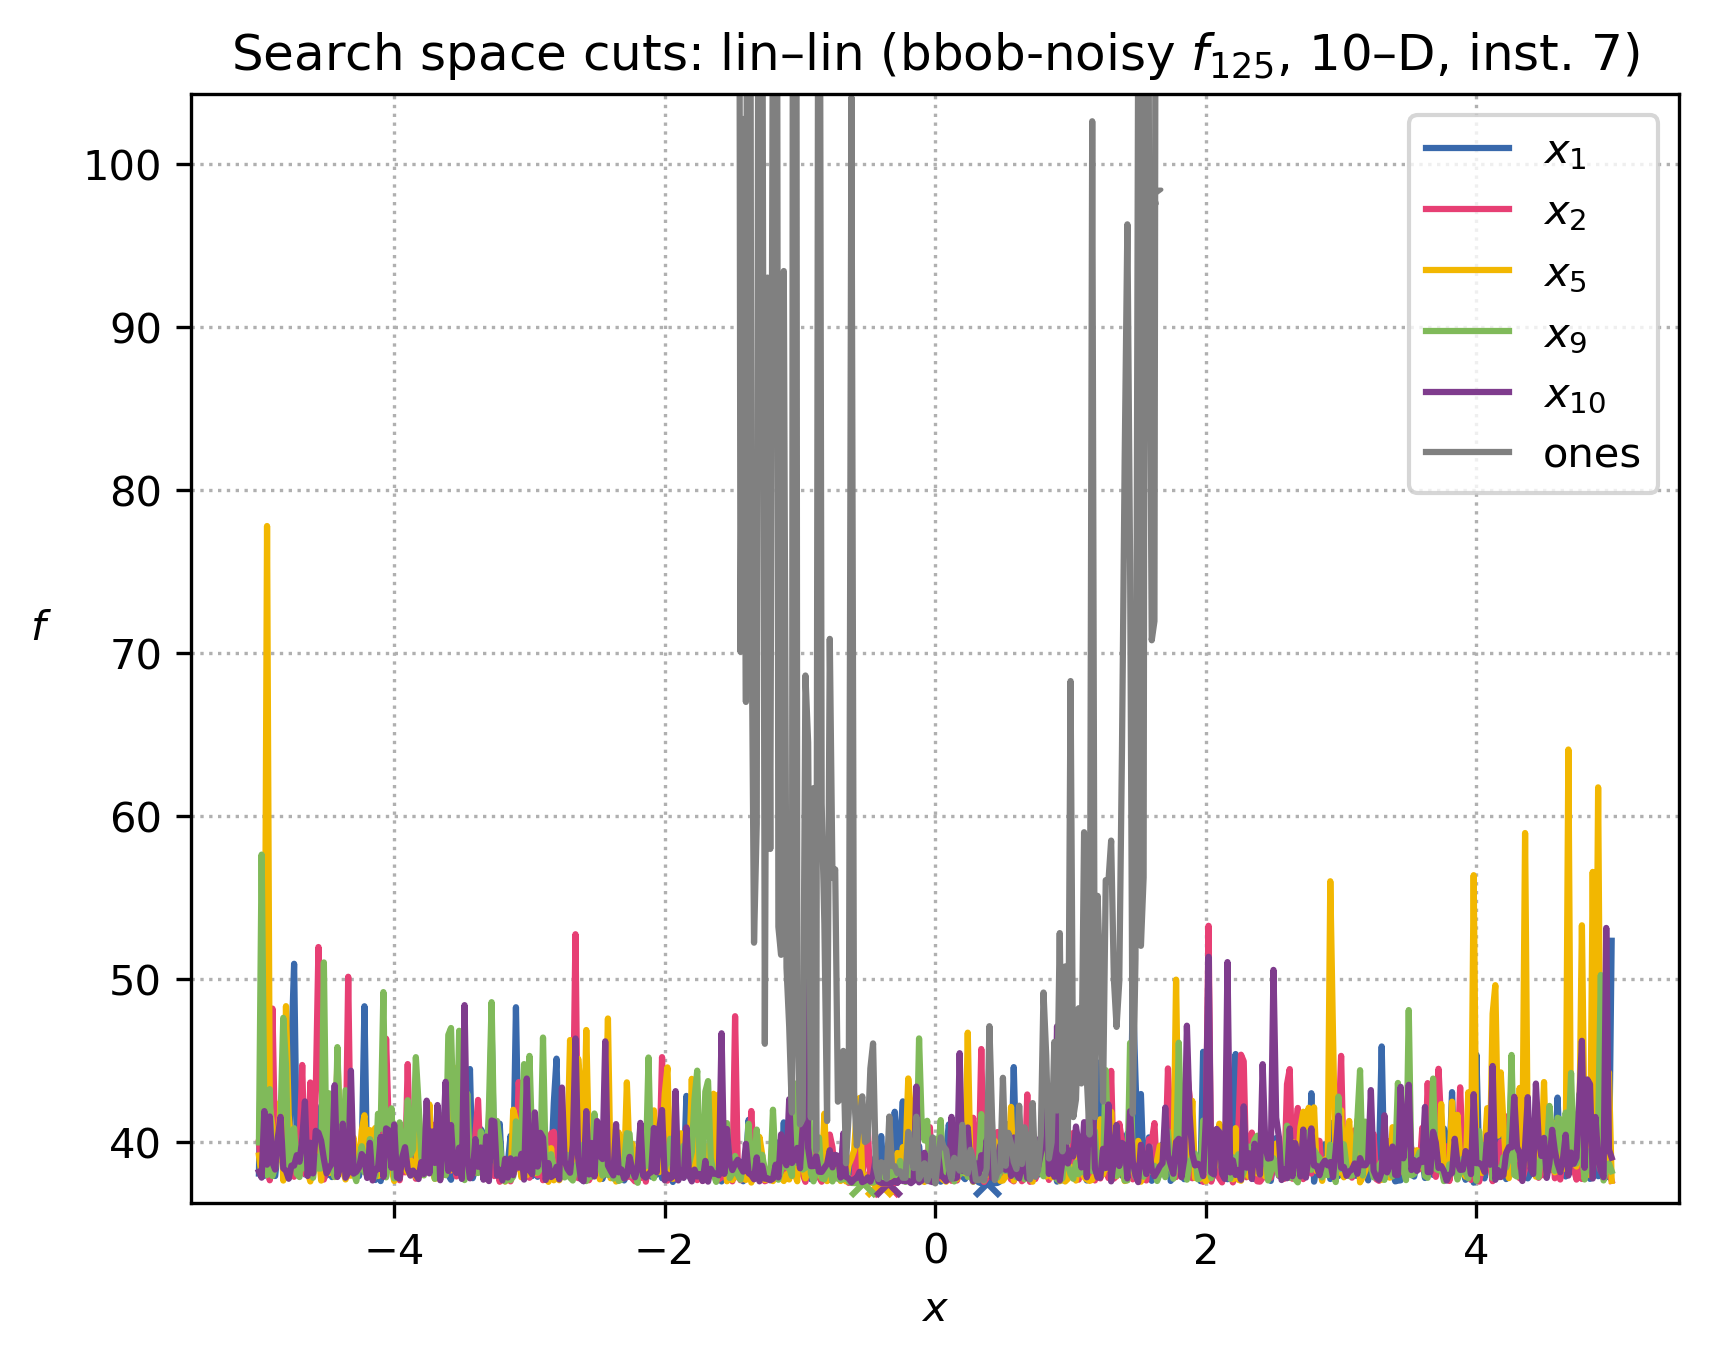 Search space cuts: lin–lin (bbob-noisy f125, 10–D, inst. 7)
x1
x2
x5
x9
x10
ones
100
90
80
70
60
50
40
f
−4
−2
0
2
4
x